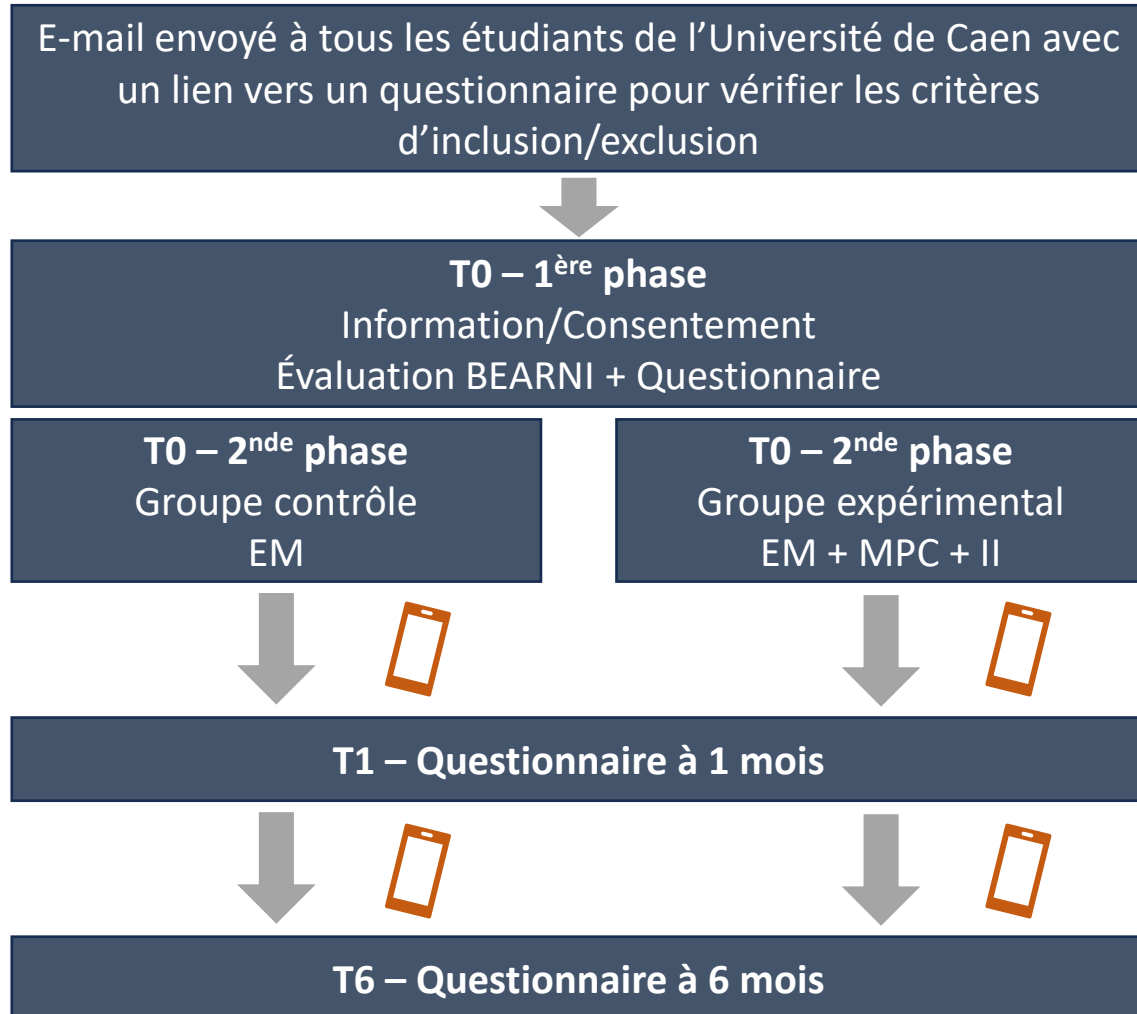 E-mail envoyé à tous les étudiants de l’Université de Caen avec
un lien vers un questionnaire pour vérifier les critères
d’inclusion/exclusion
T0 – 1ère phase
Information/Consentement
Évaluation BEARNI + Questionnaire
T0 – 2nde phase
Groupe contrôle
EM
T0 – 2nde phase
Groupe expérimental
EM + MPC + II
T1 – Questionnaire à 1 mois
T6 – Questionnaire à 6 mois